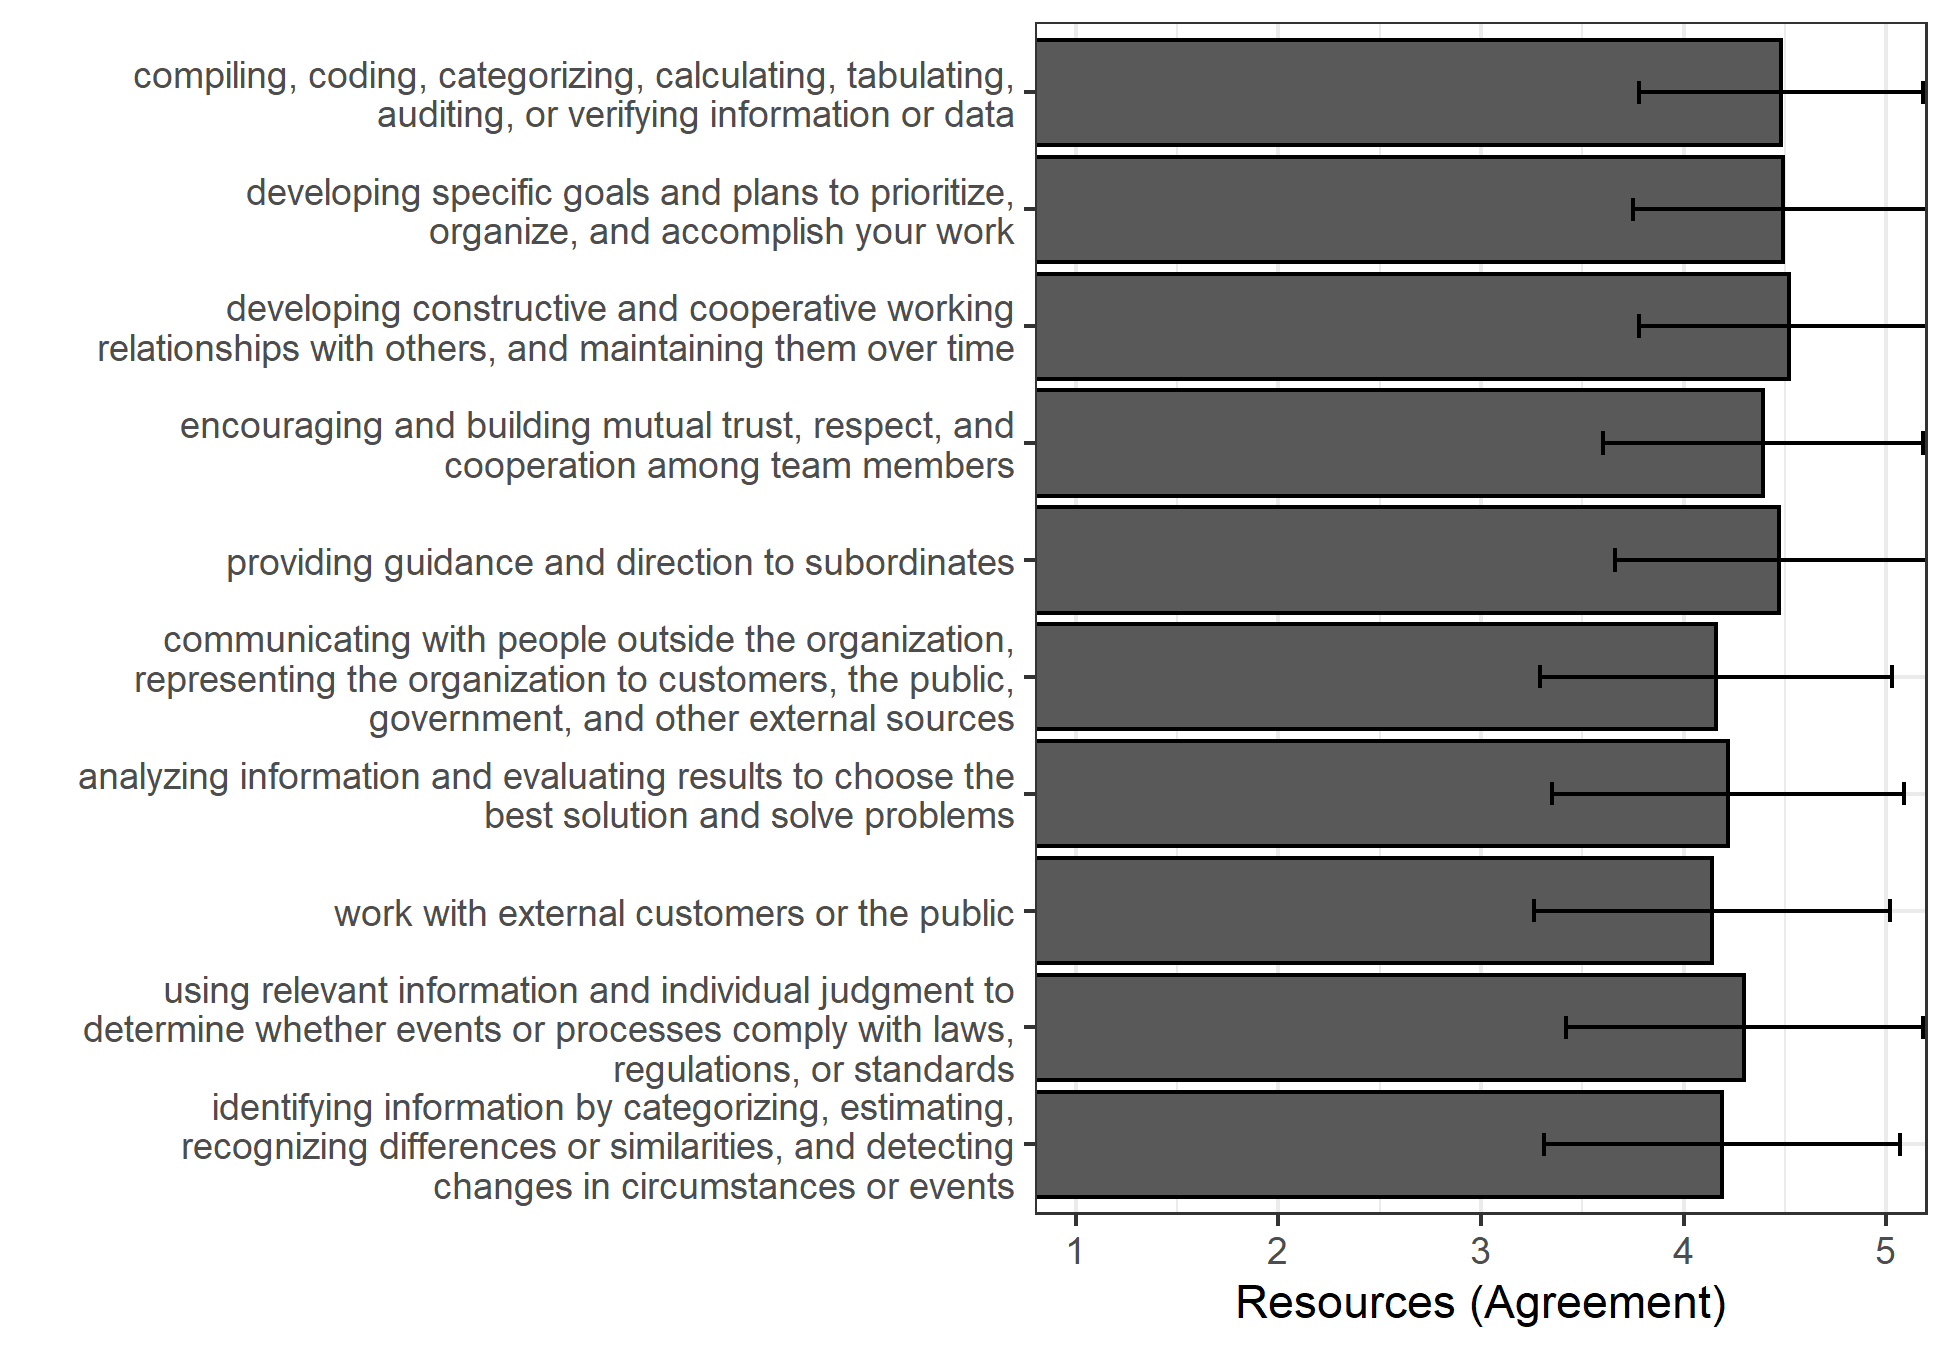 compiling, coding, categorizing, calculating, tabulating,
auditing, or verifying information or data
developing specific goals and plans to prioritize,
organize, and accomplish your work
developing constructive and cooperative working
relationships with others, and maintaining them over time
encouraging and building mutual trust, respect, and
cooperation among team members
providing guidance and direction to subordinates
communicating with people outside the organization,
representing the organization to customers, the public,
government, and other external sources
analyzing information and evaluating results to choose the
best solution and solve problems
work with external customers or the public
using relevant information and individual judgment to
determine whether events or processes comply with laws,
regulations, or standards
identifying information by categorizing, estimating,
recognizing differences or similarities, and detecting
changes in circumstances or events
1 2 3 4 5
Resources (Agreement)